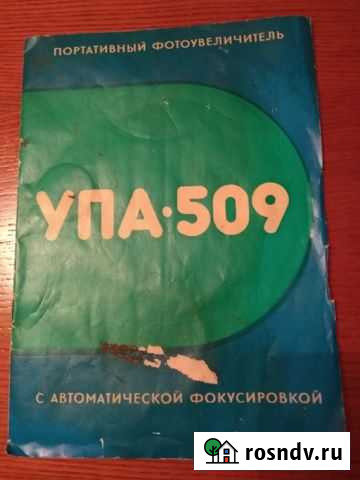 ПОРТАТИВНЫЙ ФОТОУВЕЛИЧИТЕЛЬ
УПА·509
С АВТОМАТИЧЕСКОЙ ФОКУСИРОВКОЙ
rosndv.ru